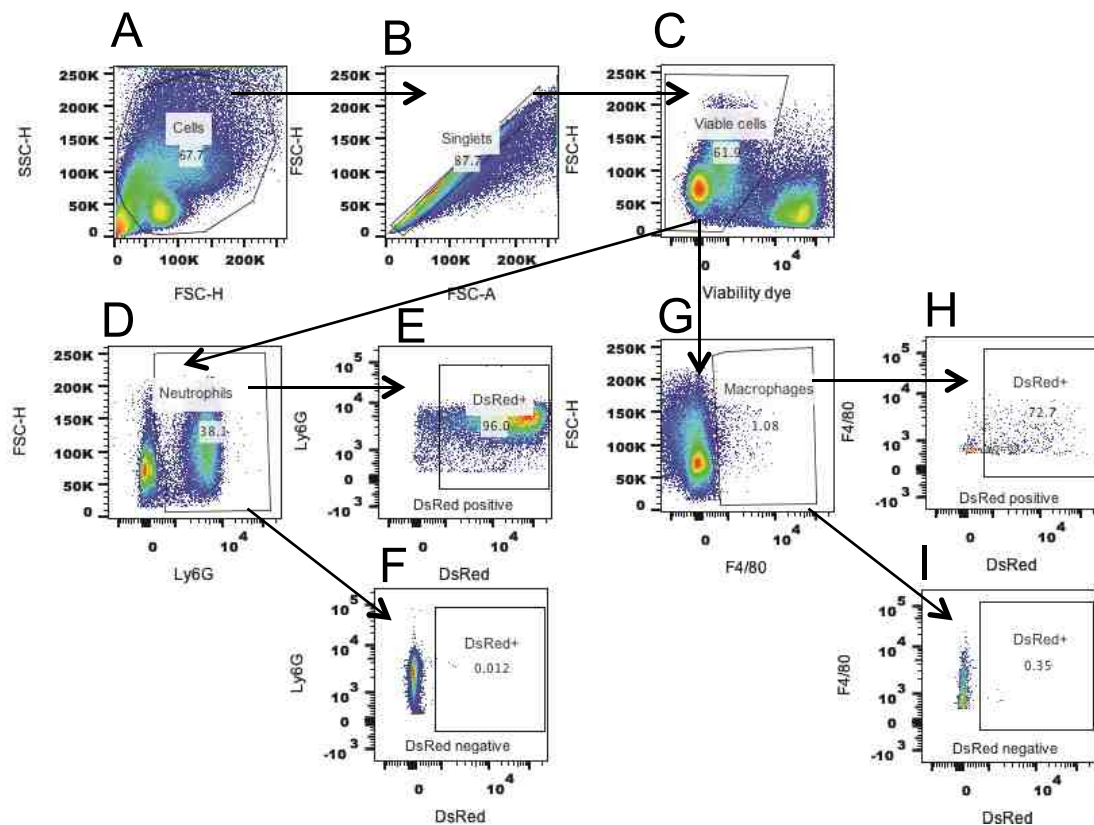 A
B
C
250K
200K
150K
100K
50K
0
SSC-H
Cells
67.7
0 100K 200K
FSC-H
250K
200K
150K
100K
50K
0
FSC-H
Singlets
0 100K 200K
FSC-A
250K
200K
150K
100K
50K
0
FSC-H
Viable cells
0 10 4
Viability dye
D
E
G
H
250K
200K
150K
100K
50K
0
FSC-H
Neutrophils
38.1
0 10 4
Ly6G
10 5
10 4
10 3
0
-10 3
Ly6G
DsRed+
96.0
DsRed positive
0 10 4
DsRed
250K
200K
150K
100K
50K
0
FSC-H
Macrophages
1.08
0 10 4
F4/80
10 5
10 4
10 3
0
-10 3
F4/80
DsRed+
72.7
DsRed positive
0 10 4
DsRed
F
I
10 5
10 4
10 3
0
-10 3
Ly6G
DsRed+
0.012
DsRed negative
0 10 4
DsRed
10 5
10 4
10 3
0
-10 3
F4/80
DsRed+
0.35
DsRed negative
0 10 4
DsRed